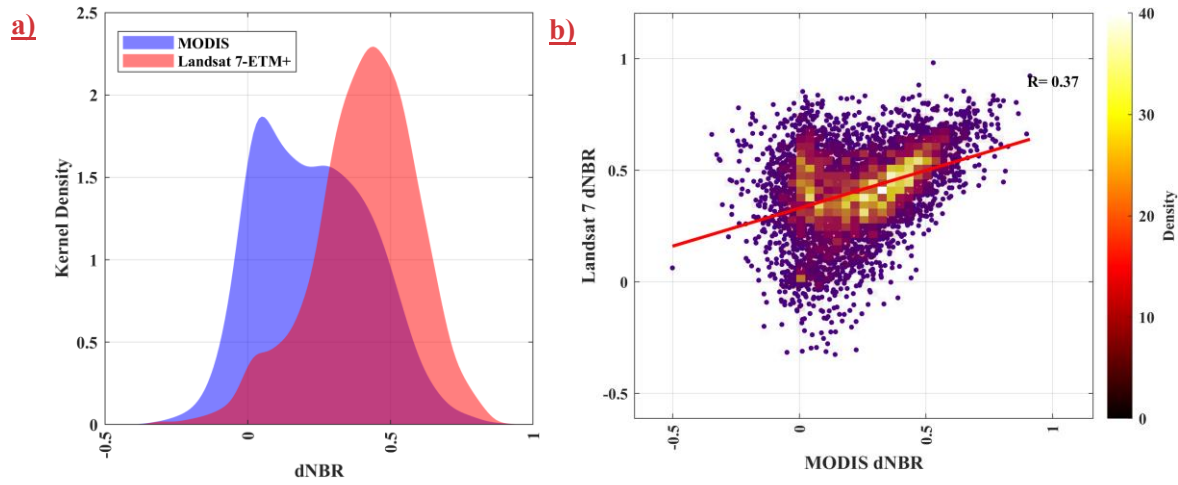 a)
2.5
2
1.5
1
0.5
0
Kernel Density
MODIS
Landsat 7-ETM+
-0.5
0
0.5
1
dNBR
b)
1
0.5
0
-0.5
Landsat 7 dNBR
R= 0.37
-0.5
0
0.5
1
MODIS dNBR
40
30
20
10
0
Density